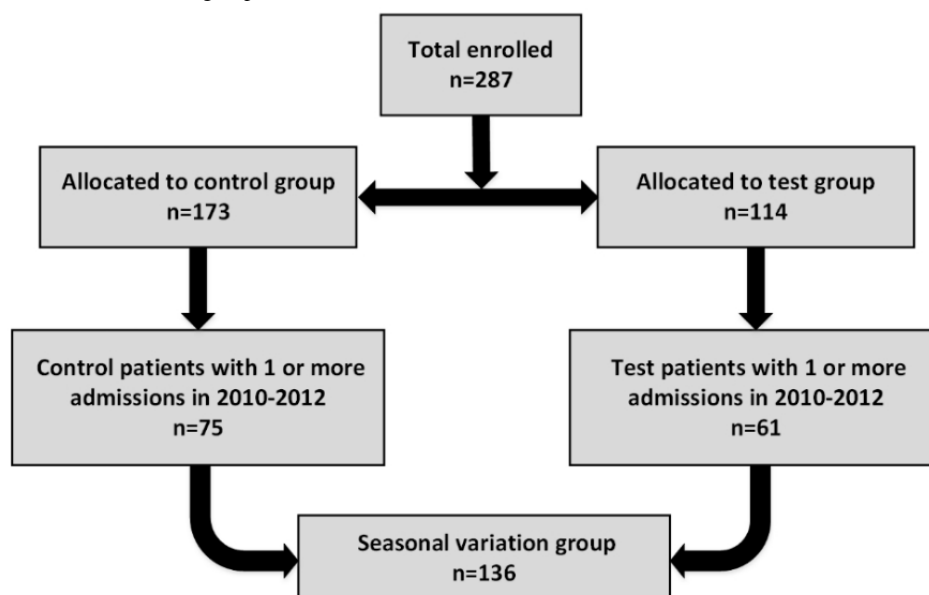 Total enrolled
n=287
Allocated to control group
n=173
Allocated to test group
n=114
Control patients with 1 or more
admissions in 2010-2012
n=75
Test patients with 1 or more
admissions in 2010-2012
n=61
Seasonal variation group
n=136